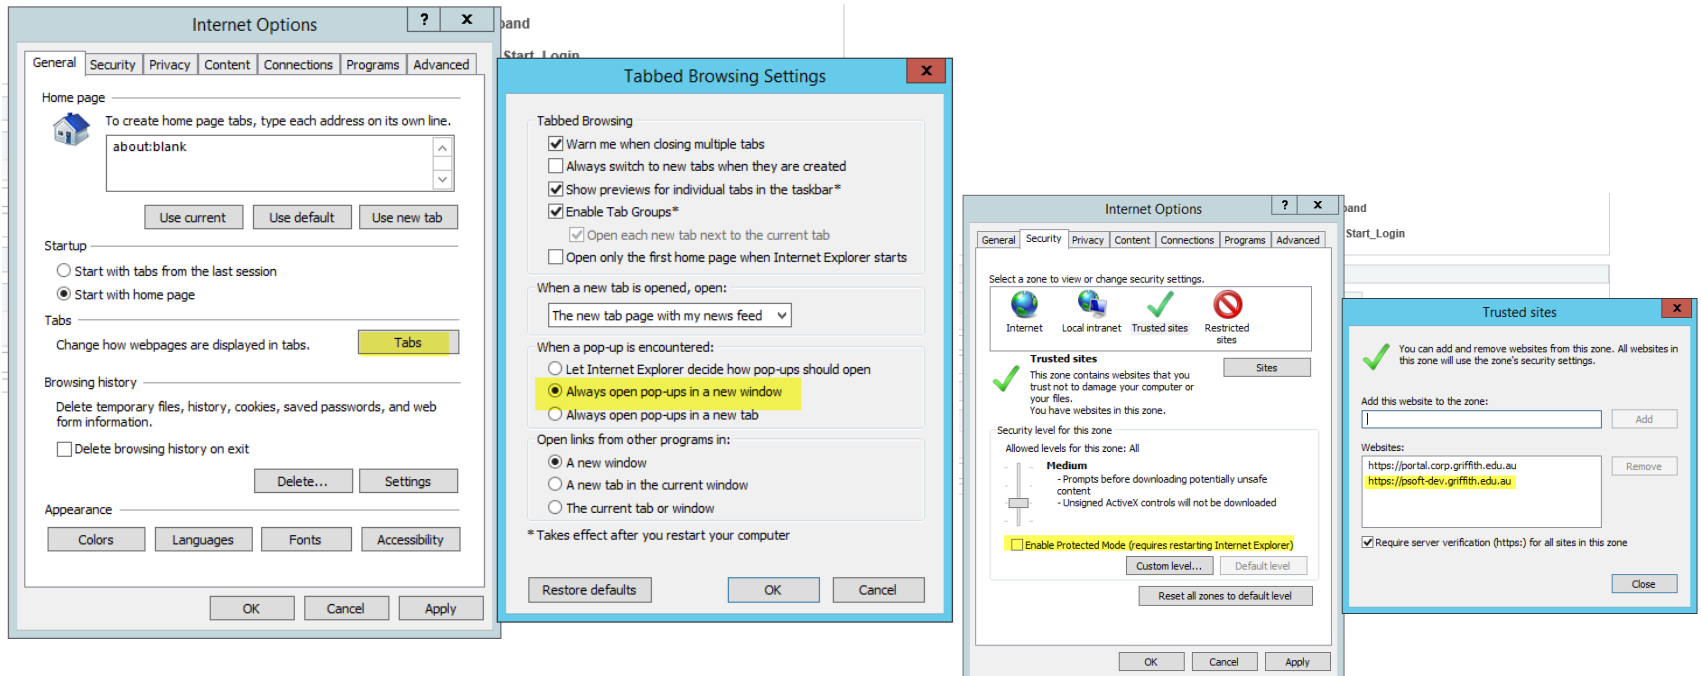 Internet Options
?
x
General
Security
Privacy
Content
Connections
Programs
Advanced
Home page
To create home page tabs, type each address on its own line.
about:blank
Use current
Use default
Use new tab
Startup
Start with tabs from the last session
Start with home page
Tabs
Change how webpages are displayed in tabs.
Tabs
Browsing history
Delete temporary files, history, cookies, saved passwords, and web
form information.
Delete browsing history on exit
Delete...
Settings
Appearance
Colors
Languages
Fonts
Accessibility
OK
Cancel
Apply
Start_Login
Tabbed Browsing Settings
x
Tabbed Browsing
Warn me when closing multiple tabs
Always switch to new tabs when they are created
Show previews for individual tabs in the taskbar*
Enable Tab Groups*
Open each new tab next to the current tab
Open only the first home page when Internet Explorer starts
When a new tab is opened, open:
The new tab page with my news feed
When a pop-up is encountered:
Let Internet Explorer decide how pop-ups should open
Always open pop-ups in a new window
Always open pop-ups in a new tab
Open links from other programs in:
A new window
A new tab in the current window
The current tab or window
* Takes effect after you restart your computer
Restore defaults
OK
Cancel
Internet Options
?
x
General
Security
Privacy
Content
Connections
Programs
Advanced
Select a zone to view or change security settings.
Internet
Local intranet
Trusted sites
Restricted
sites
Trusted sites
This zone contains websites that you
trust not to damage your computer or
your files.
You have websites in this zone.
Sites
Security level for this zone
Allowed levels for this zone: All
Medium
- Prompts before downloading potentially unsafe
content
- Unsigned ActiveX controls will not be downloaded
Enable Protected Mode (requires restarting Internet Explorer)
Custom level...
Default level
Reset all zones to default level
OK
Cancel
Apply
Start_Login
Trusted sites
x
You can add and remove websites from this zone. All websites in
this zone will use the zone's security settings.
Add this website to the zone:
Add
Websites:
https://portal.corp.griffith.edu.au
https://psoft-dev.griffith.edu.au
Remove
Require server verification (https:) for all sites in this zone
Close